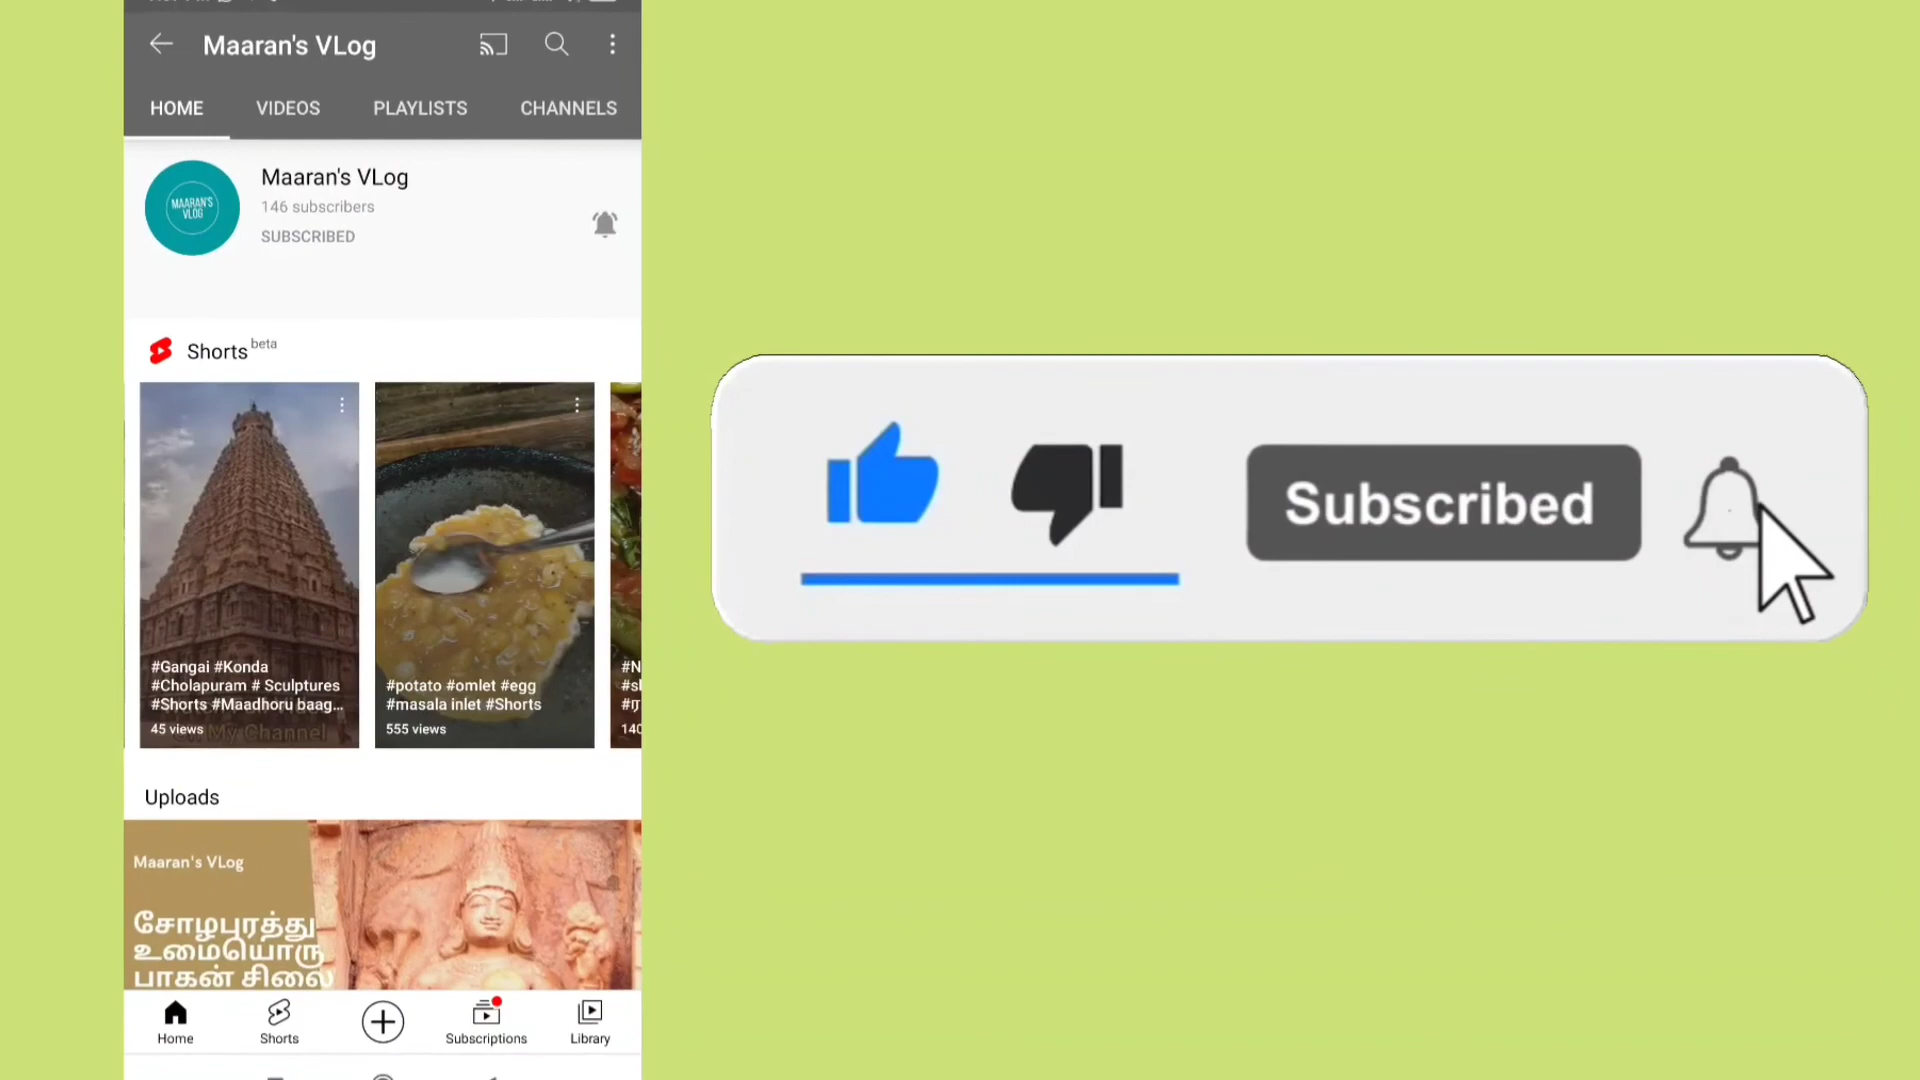 Maaran's VLog
HOME VIDEOS PLAYLISTS CHANNELS
MAARAN'S
VLOG
Maaran's VLog
146 subscribers
SUBSCRIBED
Shorts beta
#Gangai #Konda
#Cholapuram # Sculptures
#Shorts #Maadhoru baag...
45 views
My Channel
#potato #omlet #egg
#masala inlet #Shorts
555 views
Uploads
Maaran's VLog
சோழபுரத்து
உமையொரு
பாகன் சிலை
Home Shorts Subscriptions Library
Subscribed